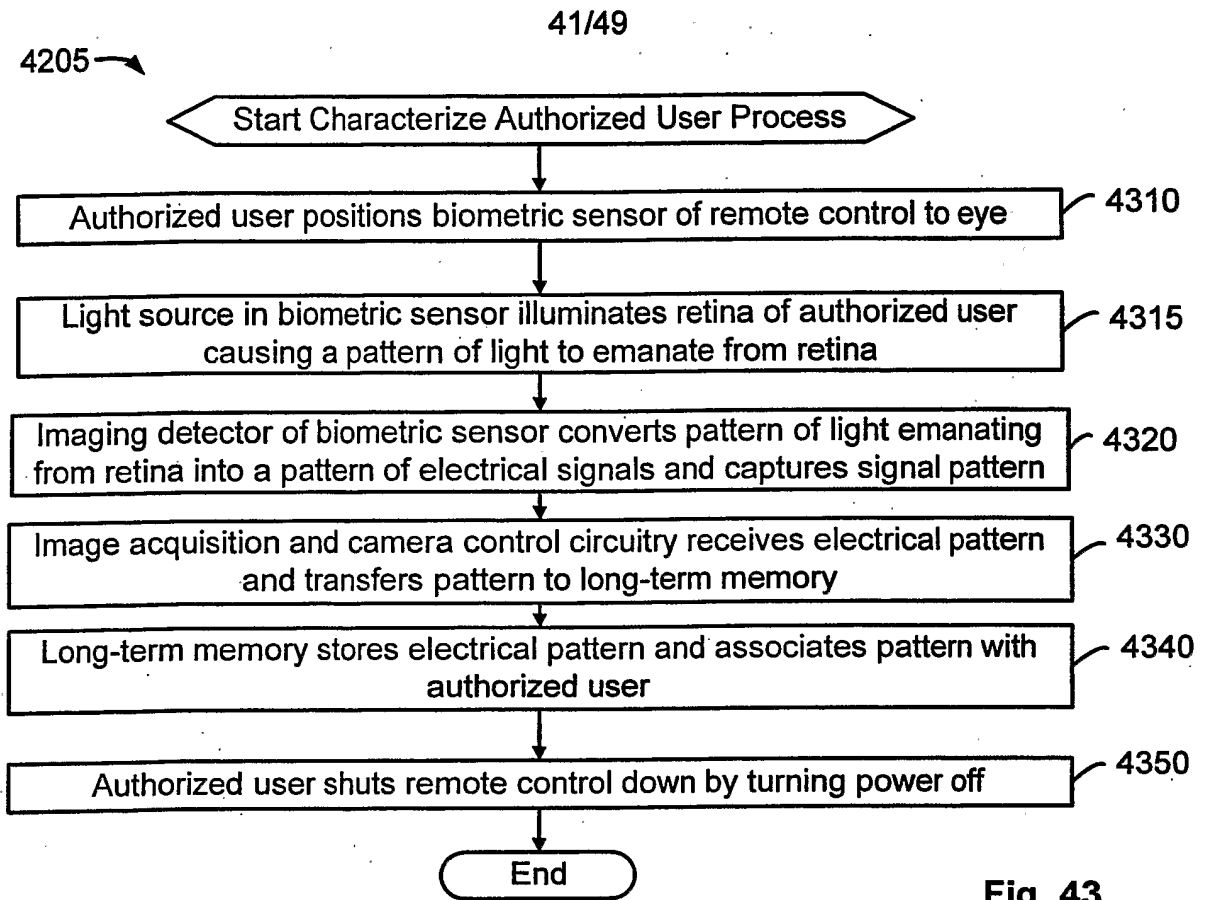 41/49
4205
Start Characterize Authorized User Process
Authorized user positions biometric sensor of remote control to eye
4310
Light source in biometric sensor illuminates retina of authorized user
causing a pattern of light to emanate from retina
4315
Imaging detector of biometric sensor converts pattern of light emanating
from retina into a pattern of electrical signals and captures signal pattern
4320
Image acquisition and camera control circuitry receives electrical pattern
and transfers pattern to long-term memory
4330
Long-term memory stores electrical pattern and associates pattern with
authorized user
4340
Authorized user shuts remote control down by turning power off
4350
End
Fig. 43